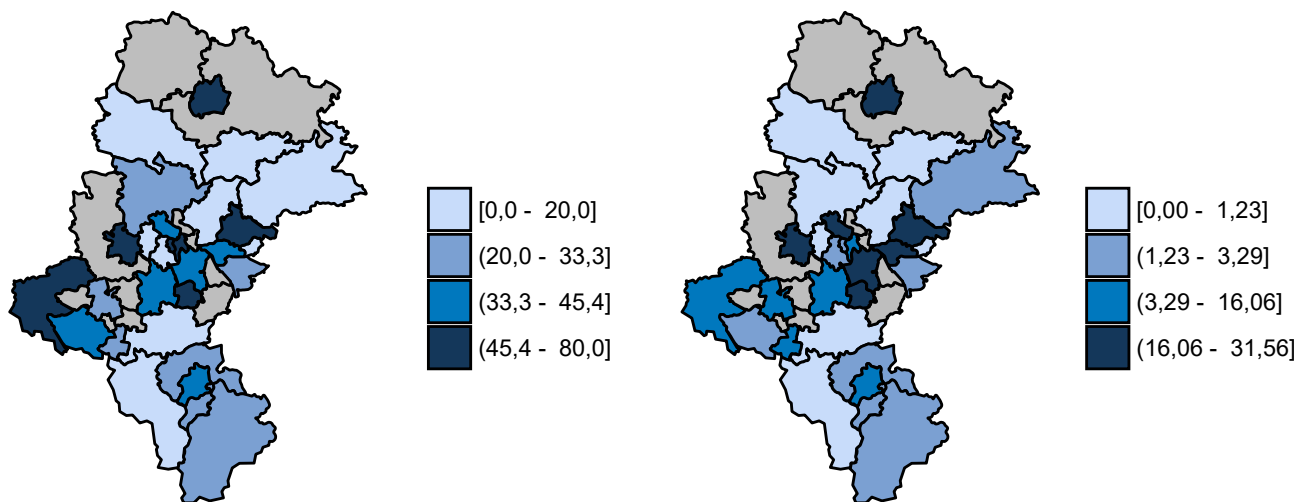 [0,0 - 20,0]
(20,0 - 33,3]
(33,3 - 45,4]
(45,4 - 80,0]
[0,00 - 1,23]
(1,23 - 3,29]
(3,29 - 16,06]
(16,06 - 31,56]